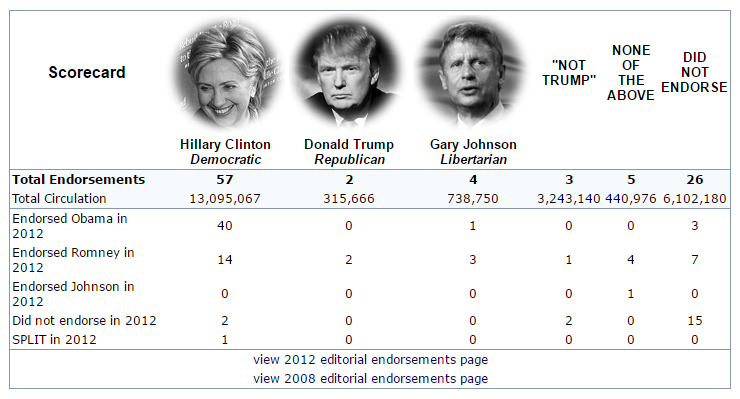 Scorecard
"NOT
TRUMP"
NONE
OF
THE
ABOVE
DID
NOT
ENDORSE
Hillary Clinton Donald Trump Gary Johnson
Democratic Republican Libertarian
Total Endorsements 57 2 4 3 5 26
Total Circulation 13,095,067 315,666 738,750 3,243,140 440,976 6,102,180
Endorsed Obama in
2012 40 0 1 0 0 3
Endorsed Romney in
2012 14 2 3 1 4 7
Endorsed Johnson in
2012 0 0 0 0 1 0
Did not endorse in 2012 2 0 0 2 0 15
SPLIT in 2012 1 0 0 0 0 0
view 2012 editorial endorsements page
view 2008 editorial endorsements page